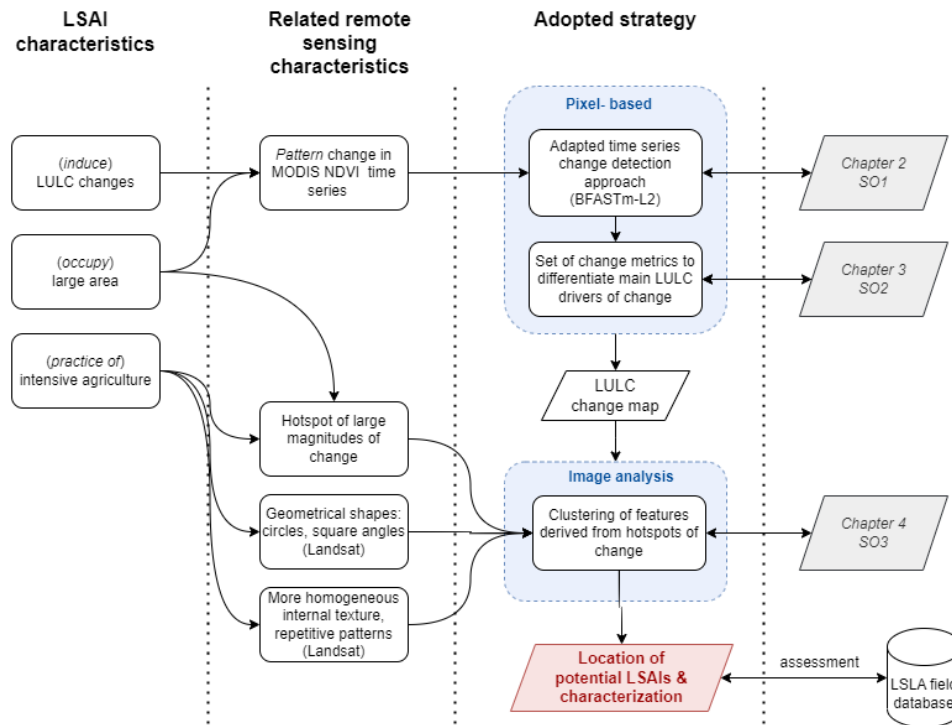 LSAI
characteristics
Related remote
sensing
characteristics
Adopted strategy
Pixel- based
(induce)
LULC changes
Pattern change in
MODIS NDVI time
series
Adapted time series
change detection
approach
(BFASTm-L2)
Chapter 2
SO1
(occupy)
large area
Set of change metrics to
differentiate main LULC
drivers of change
Chapter 3
SO2
(practice of)
intensive agriculture
LULC
change map
Hotspot of large
magnitudes of
change
Image analysis
Geometrical shapes:
circles, square angles
(Landsat)
Clustering of features
derived from hotspots of
change
Chapter 4
SO3
More homogeneous
internal texture,
repetitive patterns
(Landsat)
Location of
potential LSAIs &
characterization
assessment
LSLA field
database